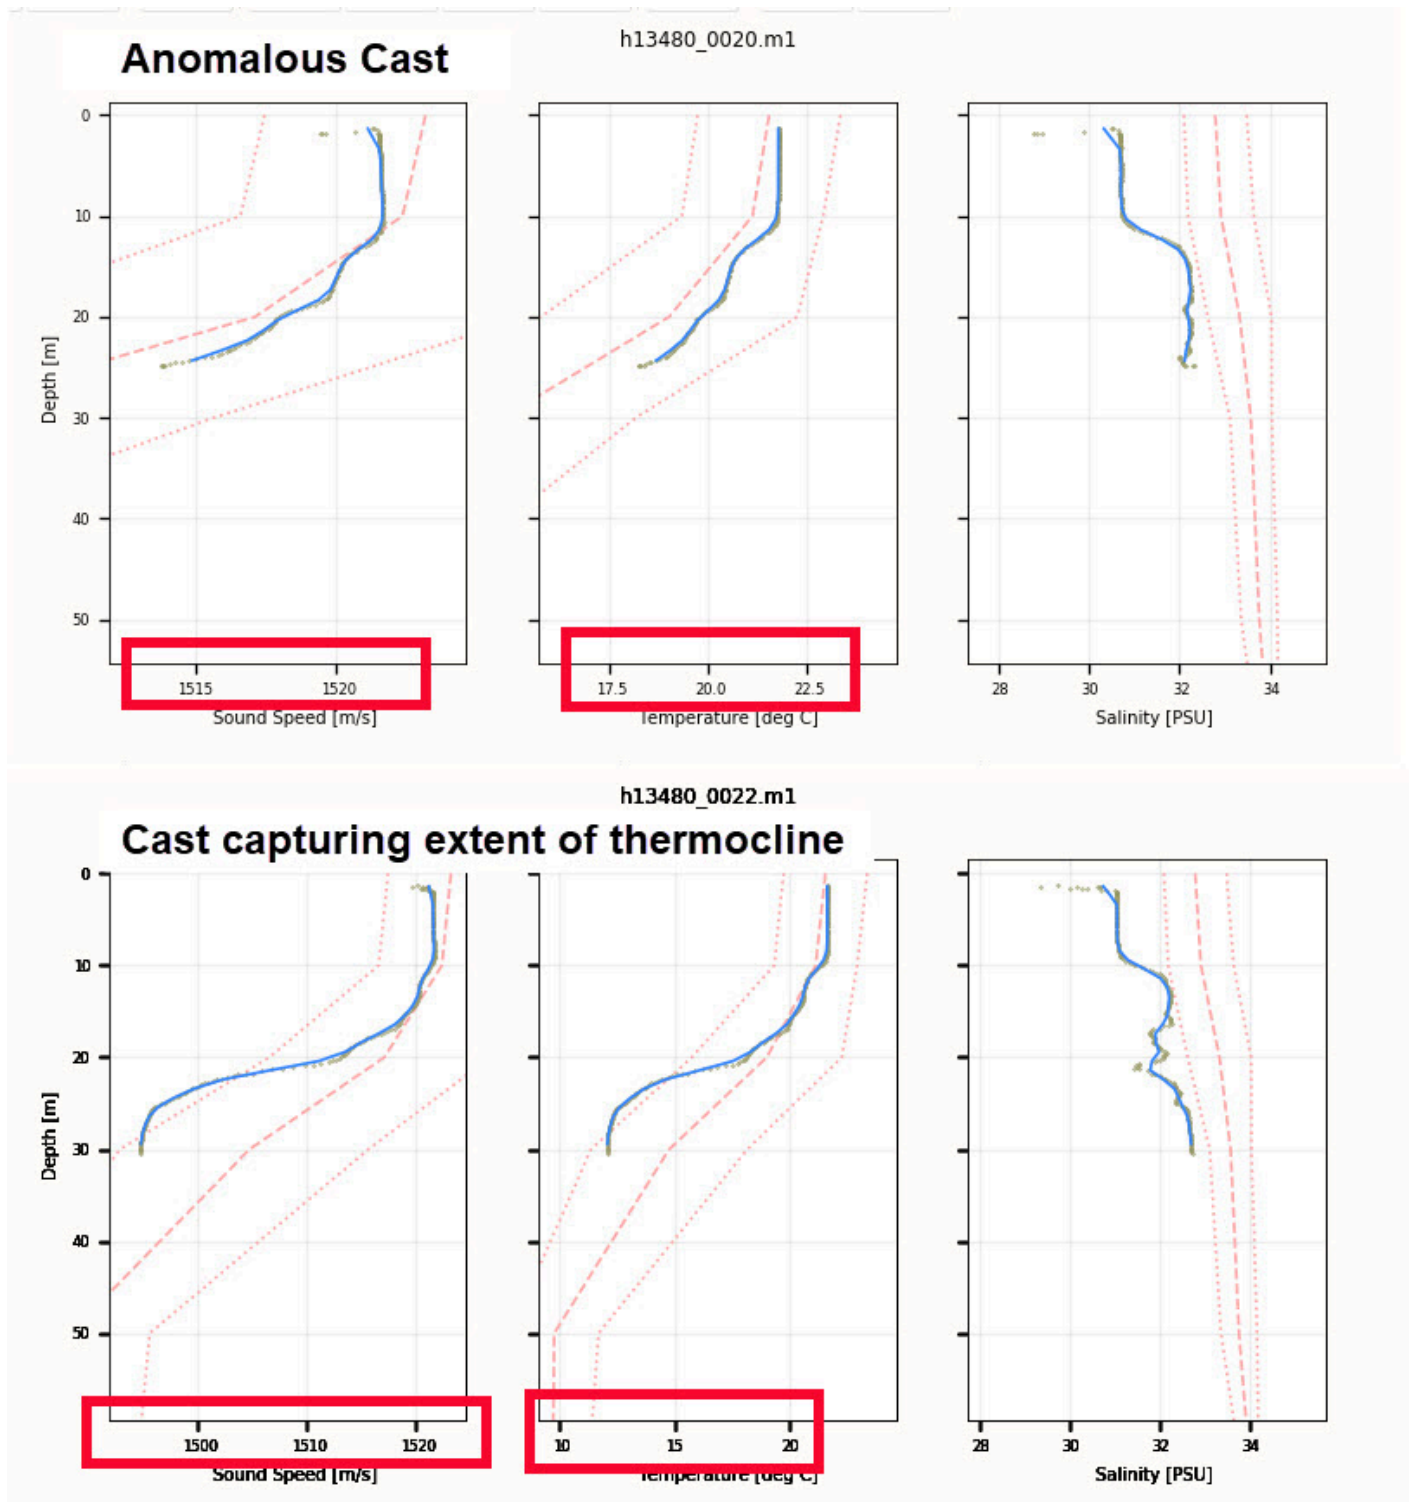 h13480_0020.m1
Anomalous Cast
0
10
20
30
40
50
Depth [m]
1515 1520
Sound Speed [m/s]
17.5 20.0 22.5
Temperature [deg C]
28 30 32 34
Salinity [PSU]
h13480_0022.m1
Cast capturing extent of thermocline
0
10
20
30
40
50
Depth [m]
1500 1510 1520
Sound Speed [m/s]
10 15 20
Temperature [deg C]
28 30 32 34
Salinity [PSU]